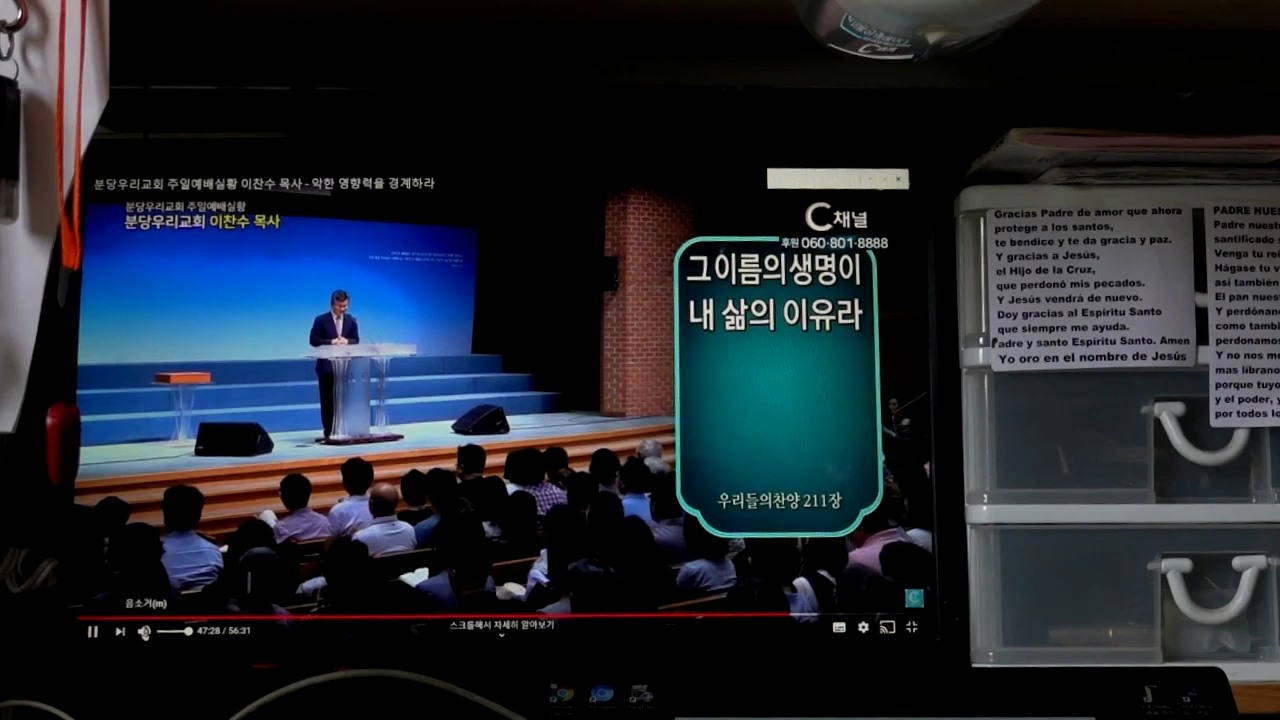 분당우리교회 주일예배실황 이찬수 목사 - 악한 영향력을 경계하라
분당우리교회 주일예배실황
분당우리교회 이찬수 목사
C채널
후원 060·801·8888
그이름의생명이
내 삶의 이유라
우리들의찬양 211장
음소거(m)
47:28 / 56:31
스크롤해서 자세히 알아보기
Gracias Padre de amor que ahora
protege a los santos,
te bendice y te da gracia y paz.
Y gracias a Jesús,
el Hijo de la Cruz,
que perdonó mis pecados.
Y Jesús vendrá de nuevo.
Doy gracias al Espíritu Santo
que siempre me ayuda.
adre y santo Espíritu Santo. Amen
Yo oro en el nombre de Jesús
PADRE NUE
Padre nuest
santificado
Venga tu rei
Hágase tu v
así también
El pan nues
Y perdónan
como tamb
perdonamos
Y no nos m
mas líbrano
porque tuyo
y el poder, y
por todos lo